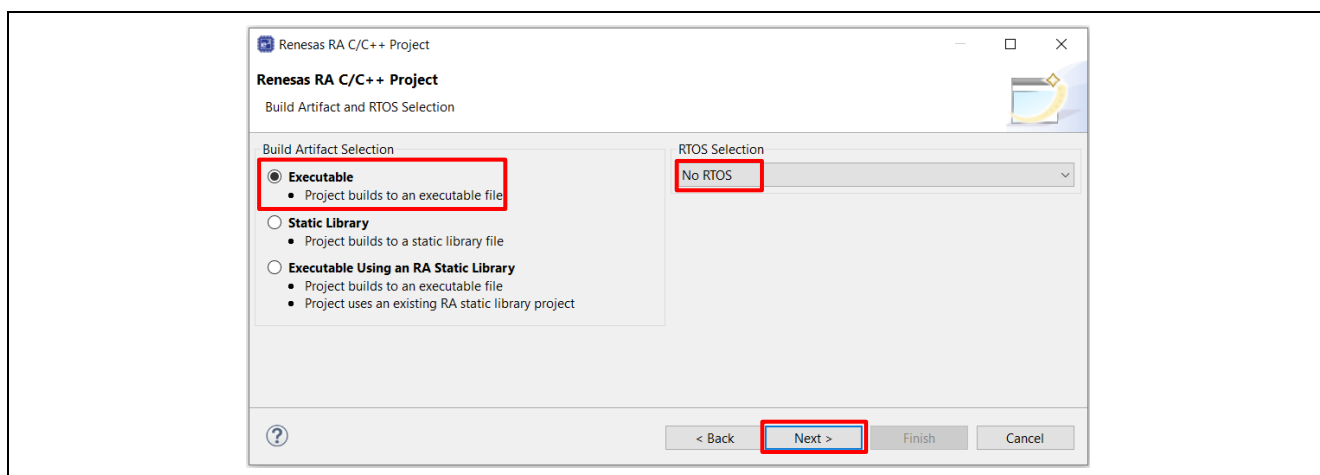 Renesas RA C/C++ Project
Renesas RA C/C++ Project
Build Artifact and RTOS Selection
Build Artifact Selection
Executable
• Project builds to an executable file
Static Library
• Project builds to a static library file
Executable Using an RA Static Library
• Project builds to an executable file
• Project uses an existing RA static library project
RTOS Selection
No RTOS
?
< Back
Next >
Finish
Cancel